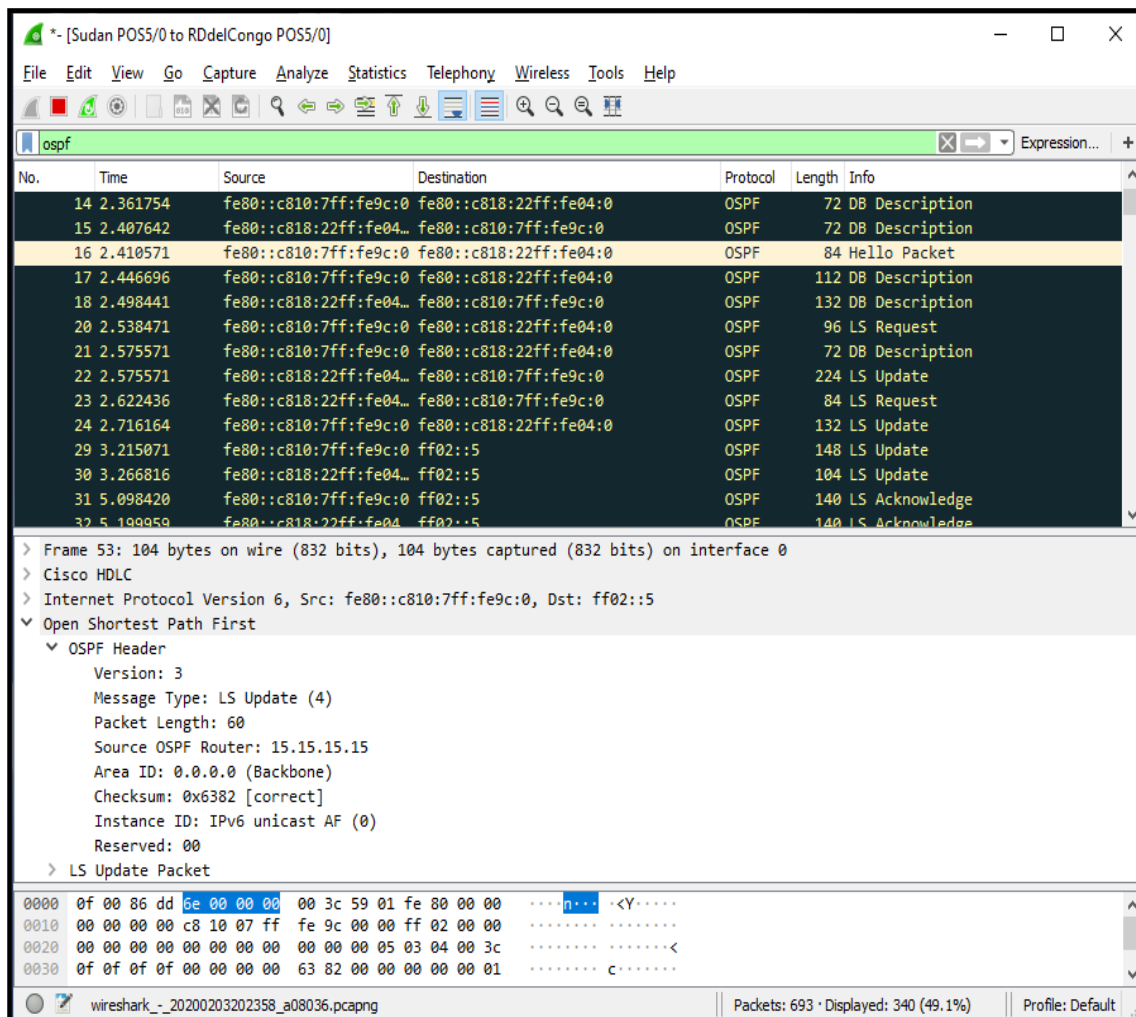 *- [Sudan POS5/0 to RDdelCongo POS5/0]
File Edit View Go Capture Analyze Statistics Telephony Wireless Tools Help
ospf Expression... +
No. Time Source Destination Protocol Length Info
14 2.361754 fe80::c810:7ff:fe9c:0 fe80::c818:22ff:fe04:0 OSPF 72 DB Description
15 2.407642 fe80::c818:22ff:fe04… fe80::c810:7ff:fe9c:0 OSPF 72 DB Description
16 2.410571 fe80::c810:7ff:fe9c:0 fe80::c818:22ff:fe04:0 OSPF 84 Hello Packet
17 2.446696 fe80::c810:7ff:fe9c:0 fe80::c818:22ff:fe04:0 OSPF 112 DB Description
18 2.498441 fe80::c818:22ff:fe04… fe80::c810:7ff:fe9c:0 OSPF 132 DB Description
20 2.538471 fe80::c810:7ff:fe9c:0 fe80::c818:22ff:fe04:0 OSPF 96 LS Request
21 2.575571 fe80::c810:7ff:fe9c:0 fe80::c818:22ff:fe04:0 OSPF 72 DB Description
22 2.575571 fe80::c818:22ff:fe04… fe80::c810:7ff:fe9c:0 OSPF 224 LS Update
23 2.622436 fe80::c818:22ff:fe04… fe80::c810:7ff:fe9c:0 OSPF 84 LS Request
24 2.716164 fe80::c810:7ff:fe9c:0 fe80::c818:22ff:fe04:0 OSPF 132 LS Update
29 3.215071 fe80::c810:7ff:fe9c:0 ff02::5 OSPF 148 LS Update
30 3.266816 fe80::c818:22ff:fe04… ff02::5 OSPF 104 LS Update
31 5.098420 fe80::c810:7ff:fe9c:0 ff02::5 OSPF 140 LS Acknowledge
32 5.199959 fe80::c818:22ff:fe04 ff02::5 OSPF 140 LS Acknowledge
Frame 53: 104 bytes on wire (832 bits), 104 bytes captured (832 bits) on interface 0
Cisco HDLC
Internet Protocol Version 6, Src: fe80::c810:7ff:fe9c:0, Dst: ff02::5
Open Shortest Path First
OSPF Header
Version: 3
Message Type: LS Update (4)
Packet Length: 60
Source OSPF Router: 15.15.15.15
Area ID: 0.0.0.0 (Backbone)
Checksum: 0x6382 [correct]
Instance ID: IPv6 unicast AF (0)
Reserved: 00
LS Update Packet
0000 0f 00 86 dd 6e 00 00 00 00 3c 59 01 fe 80 00 00 ····n··· ·<Y·····
0010 00 00 00 00 c8 10 07 ff fe 9c 00 00 ff 02 00 00 ········ ········
0020 00 00 00 00 00 00 00 00 00 00 00 05 03 04 00 3c ········ ·······<
0030 0f 0f 0f 0f 00 00 00 00 63 82 00 00 00 00 00 01 ········ c·······
wireshark_-_20200203202358_a08036.pcapng Packets: 693 · Displayed: 340 (49.1%) Profile: Default